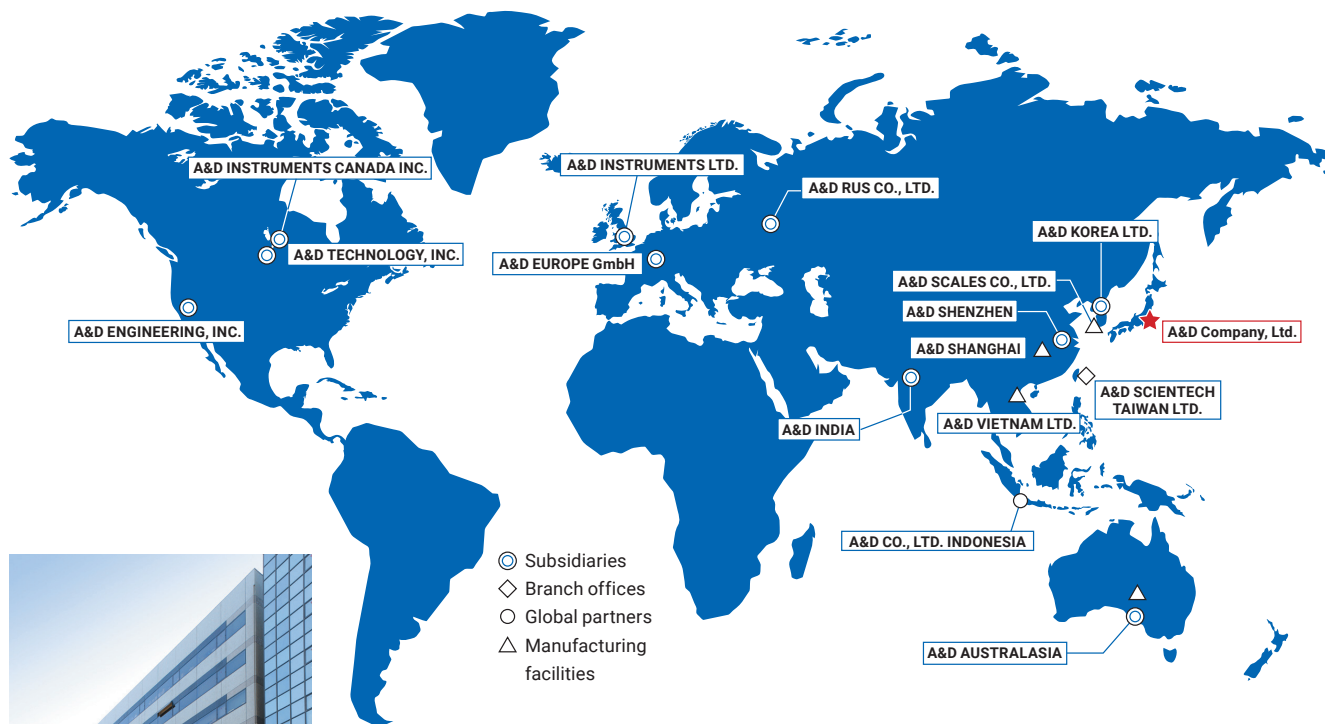 A&D INSTRUMENTS CANADA INC.
A&D INSTRUMENTS LTD.
A&D RUS CO., LTD.
A&D KOREA LTD.
A&D TECHNOLOGY, INC.
A&D EUROPE GmbH
A&D SCALES CO., LTD.
A&D SHENZHEN
A&D ENGINEERING, INC.
A&D Company, Ltd.
A&D SHANGHAI
A&D SCIENTECH
TAIWAN LTD.
A&D INDIA
A&D VIETNAM LTD.
A&D CO., LTD. INDONESIA
Subsidiaries
Branch offices
Global partners
Manufacturing
facilities
A&D AUSTRALASIA